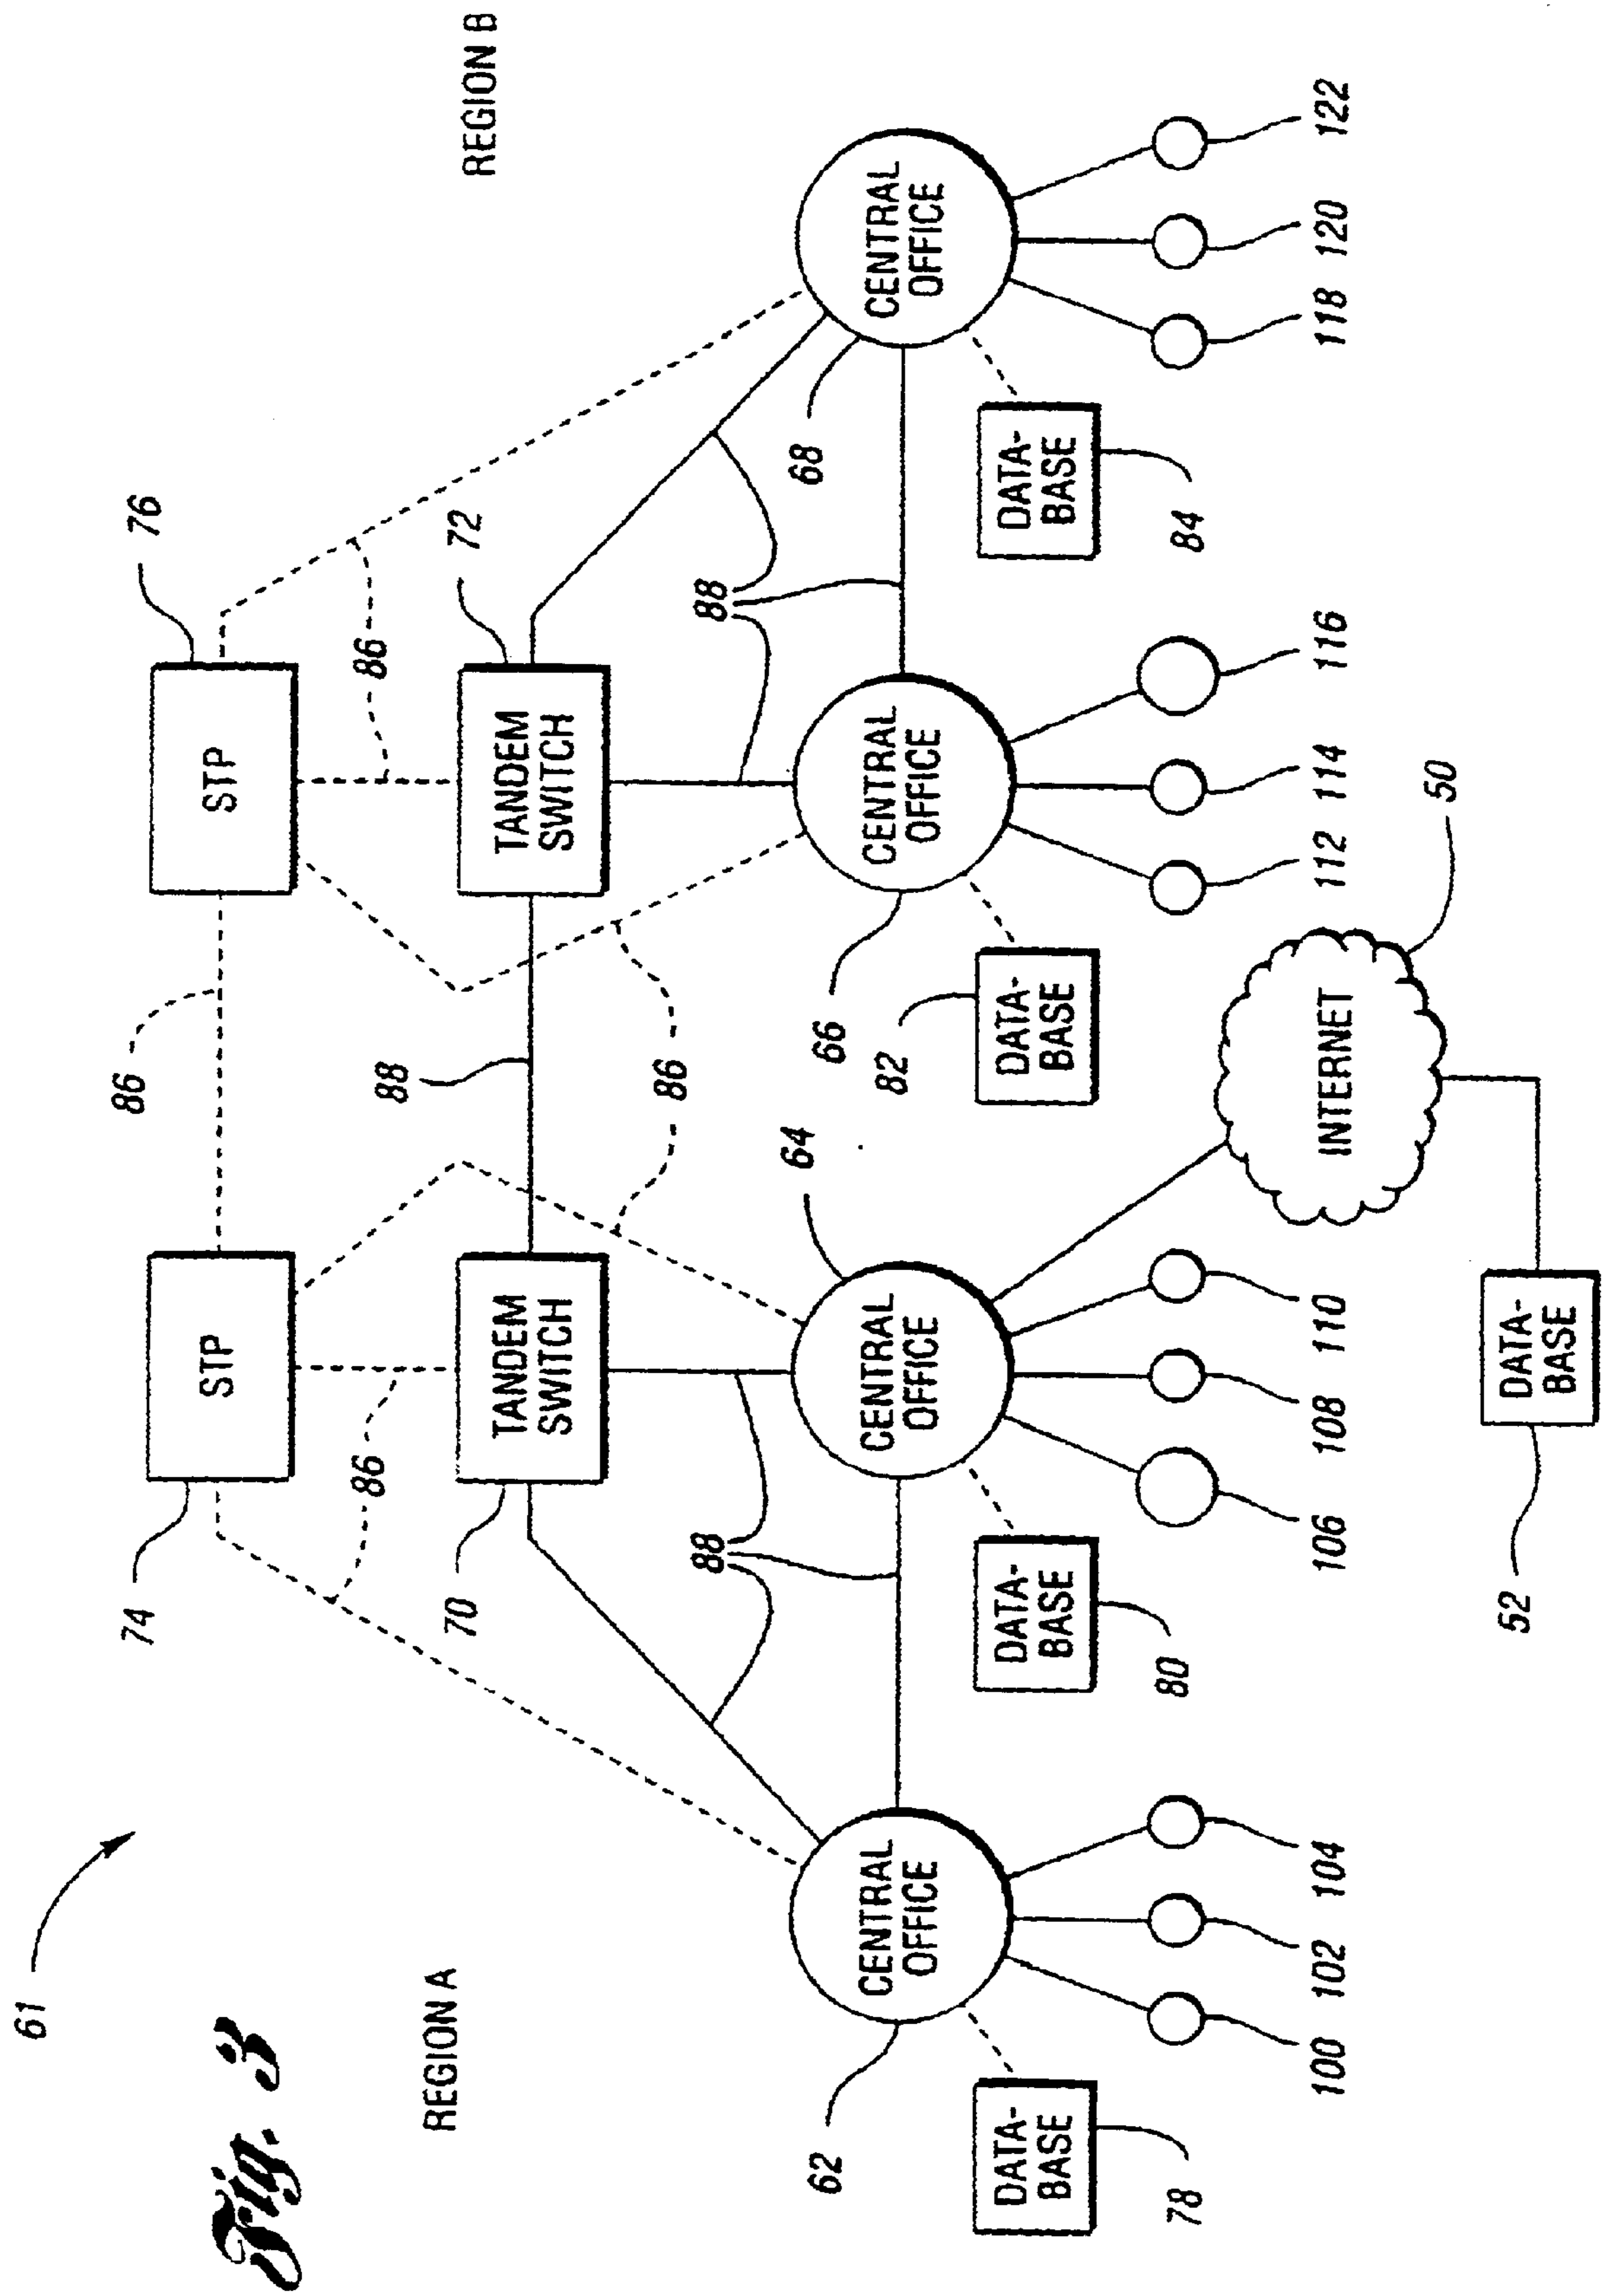 Fig. 3
61
REGION A
REGION B
74
STP
86
STP
76
86
86
70
TANDEM
SWITCH
88
TANDEM
SWITCH
72
86
88
88
62
CENTRAL
OFFICE
CENTRAL
OFFICE
64
66
CENTRAL
OFFICE
68
CENTRAL
OFFICE
82
78
DATA-
BASE
80
DATA-
BASE
DATA-
BASE
84
DATA-
BASE
100
102
104
106
108
110
112
114
116
118
120
122
INTERNET
50
52
DATA-
BASE